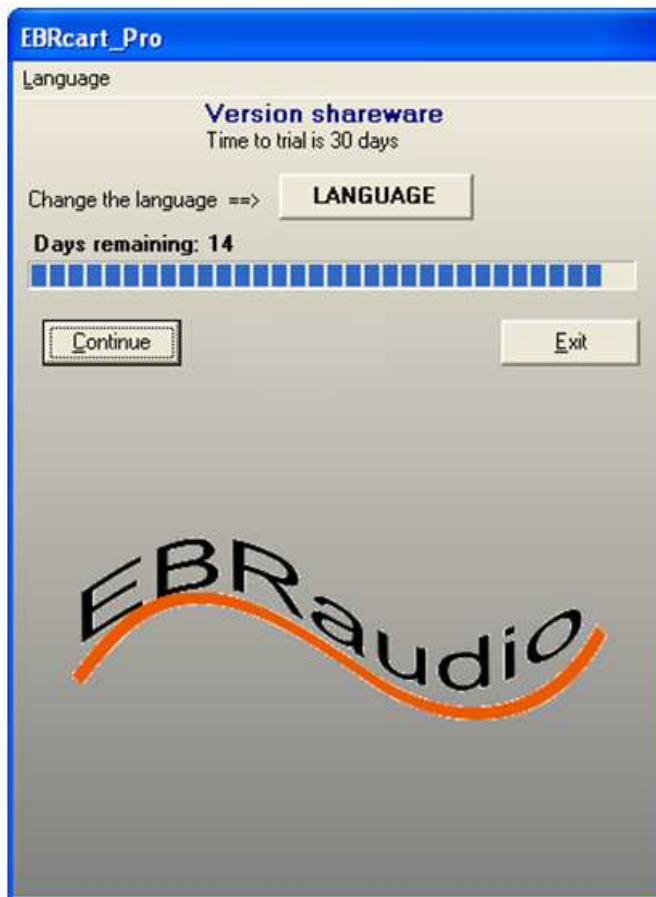 EBRcart_Pro
Language
Version shareware
Time to trial is 30 days
Change the language ==> LANGUAGE
Days remaining: 14
Continue Exit
EBRaudio